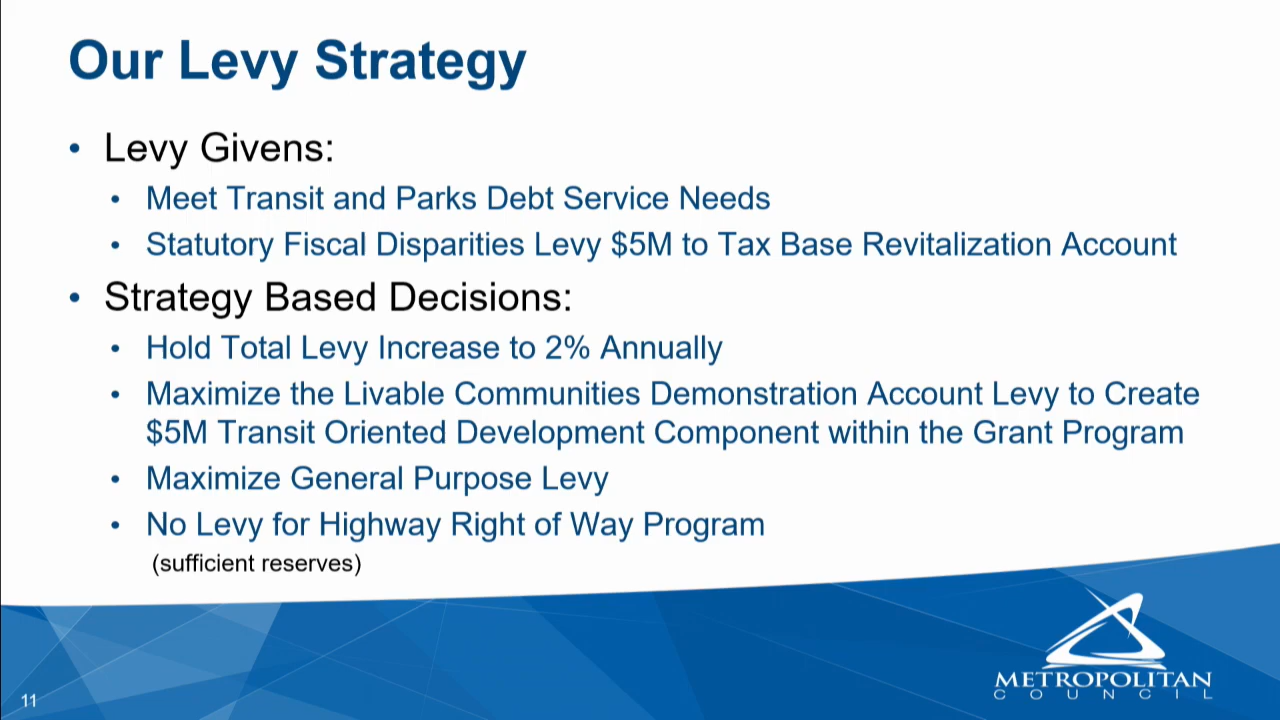 Our Levy Strategy
• Levy Givens:
• Meet Transit and Parks Debt Service Needs
• Statutory Fiscal Disparities Levy $5M to Tax Base Revitalization Account
• Strategy Based Decisions:
• Hold Total Levy Increase to 2% Annually
• Maximize the Livable Communities Demonstration Account Levy to Create
$5M Transit Oriented Development Component within the Grant Program
• Maximize General Purpose Levy
• No Levy for Highway Right of Way Program
(sufficient reserves)
METROPOLITAN
COUNCIL
11